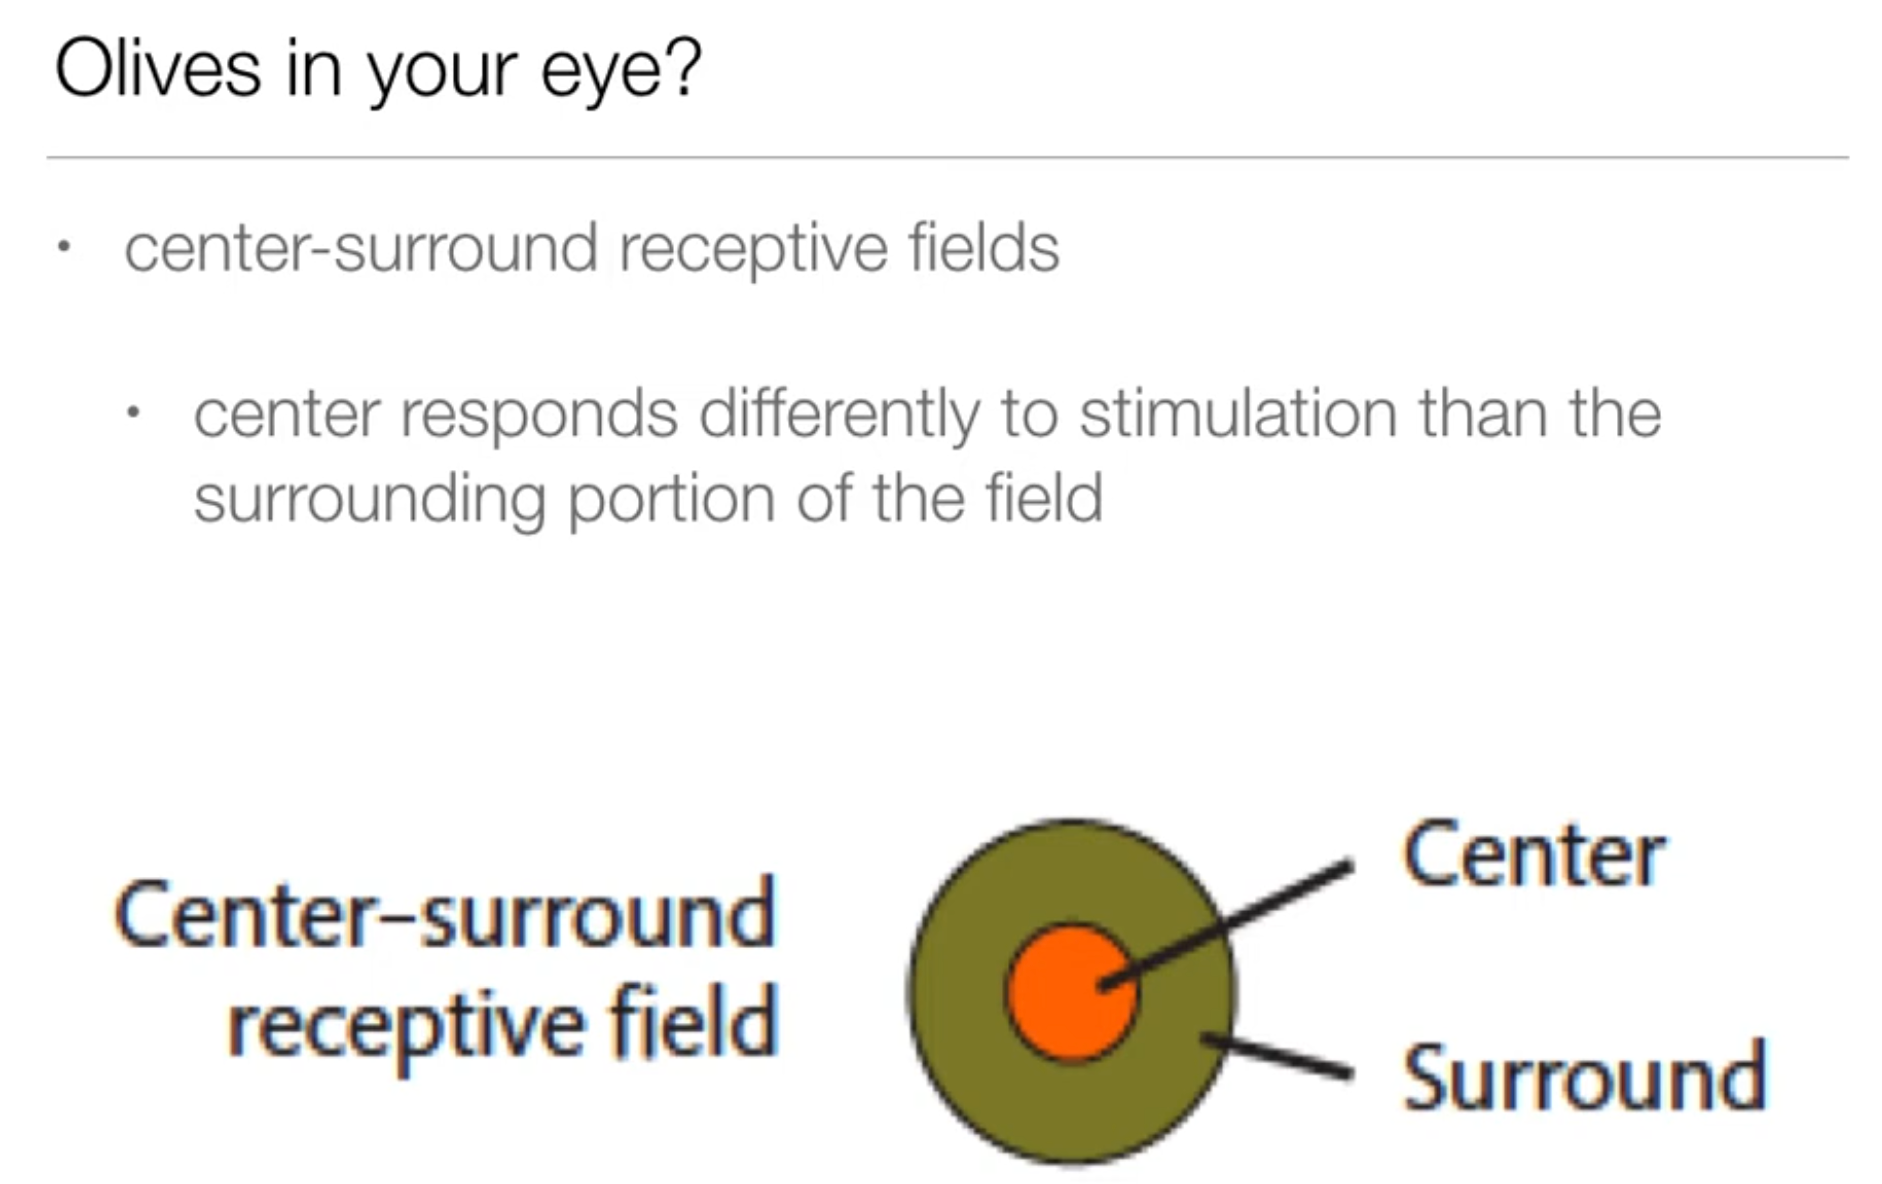 Olives in your eye?
• center-surround receptive fields
• center responds differently to stimulation than the
surrounding portion of the field
Center–surround
receptive field
Center
Surround